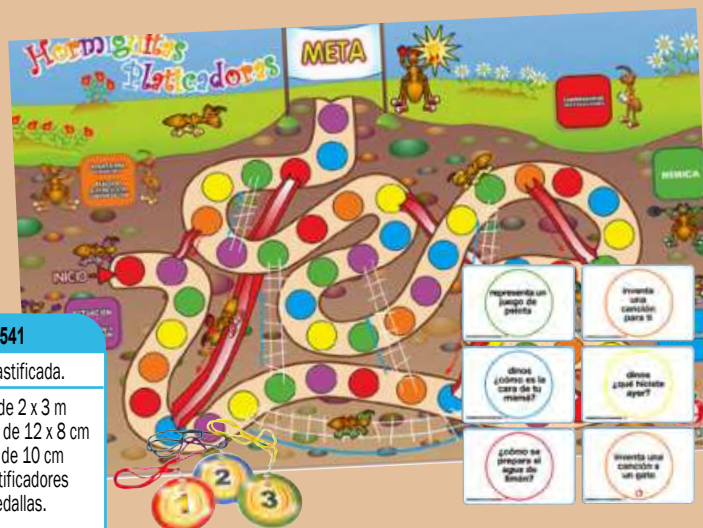 Hormiguitas
Platicadoras
META
MIMICA
INICIO
541
astificada.
de 2 x 3 m
de 12 x 8 cm
de 10 cm
tificadores
edallas.
representa un
juego de
pelota
inventa
una
canción
para ti
dinos
¿cómo es la
cara de tu
mamá?
dinos
¿qué hiciste
ayer?
¿cómo se
prepara el
agua de
limón?
inventa una
canción a
un gato
1
2
3